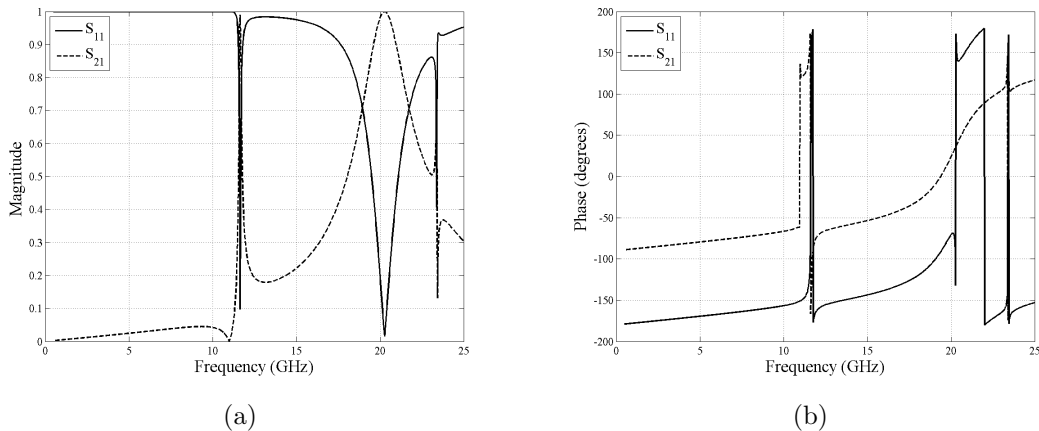 1
0.9
0.8
0.7
0.6
0.5
0.4
0.3
0.2
0.1
0
Magnitude
S11
S21
0 5 10 15 20 25
Frequency (GHz)
(a)
200
150
100
50
0
-50
-100
-150
-200
Phase (degrees)
S11
S21
0 5 10 15 20 25
Frequency (GHz)
(b)